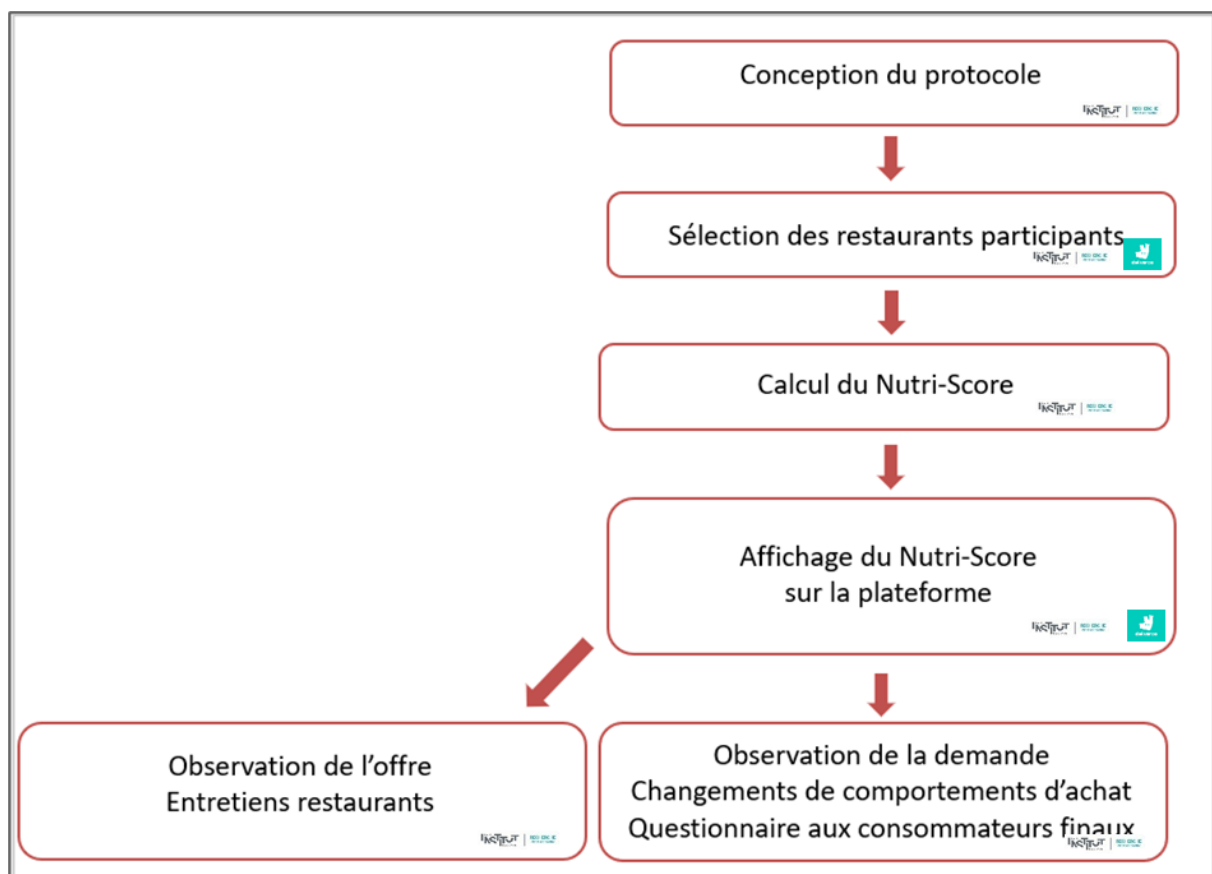 Conception du protocole
Sélection des restaurants participants
Calcul du Nutri-Score
Affichage du Nutri-Score
sur la plateforme
Observation de l'offre
Entretiens restaurants
Observation de la demande
Changements de comportements d'achat
Questionnaire aux consommateurs finaux